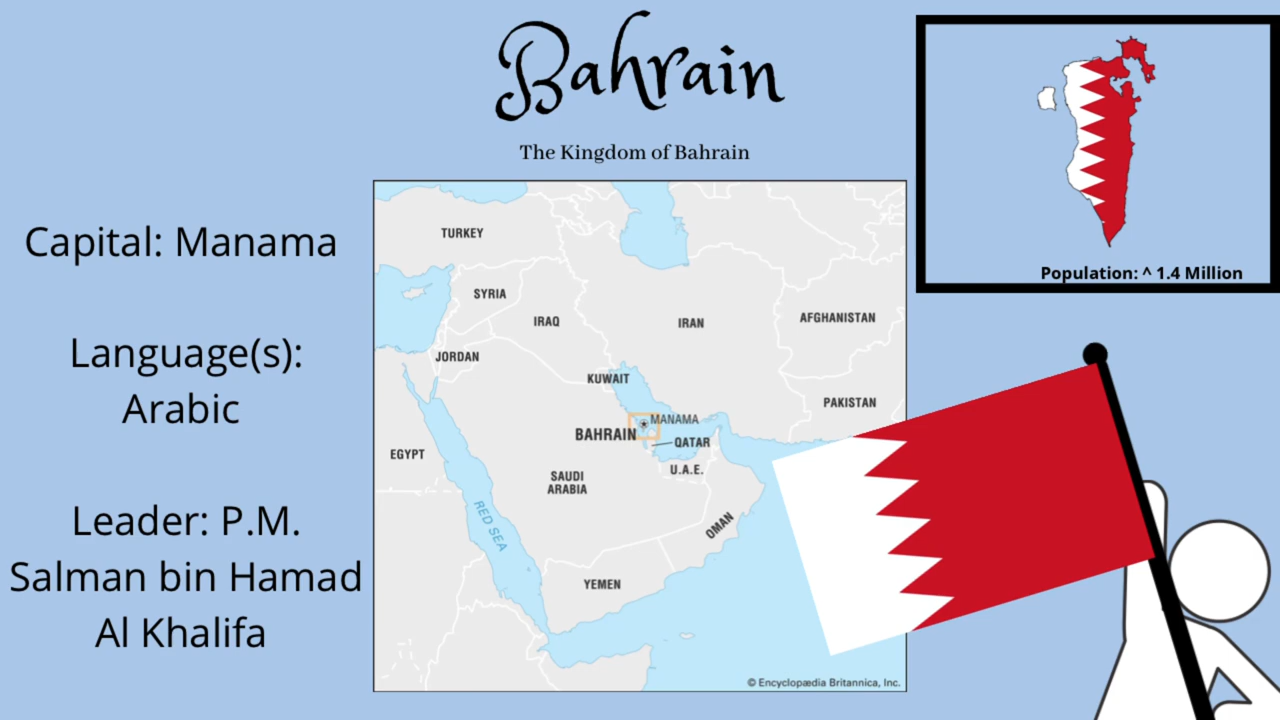 Bahrain
The Kingdom of Bahrain
Capital: Manama
Language(s):
Arabic
Leader: P.M.
Salman bin Hamad
Al Khalifa
TURKEY
SYRIA
IRAQ
IRAN
AFGHANISTAN
JORDAN
KUWAIT
PAKISTAN
MANAMA
BAHRAIN
QATAR
EGYPT
U.A.E.
SAUDI
ARABIA
RED SEA
OMAN
YEMEN
© Encyclopædia Britannica, Inc.
Population: ^ 1.4 Million